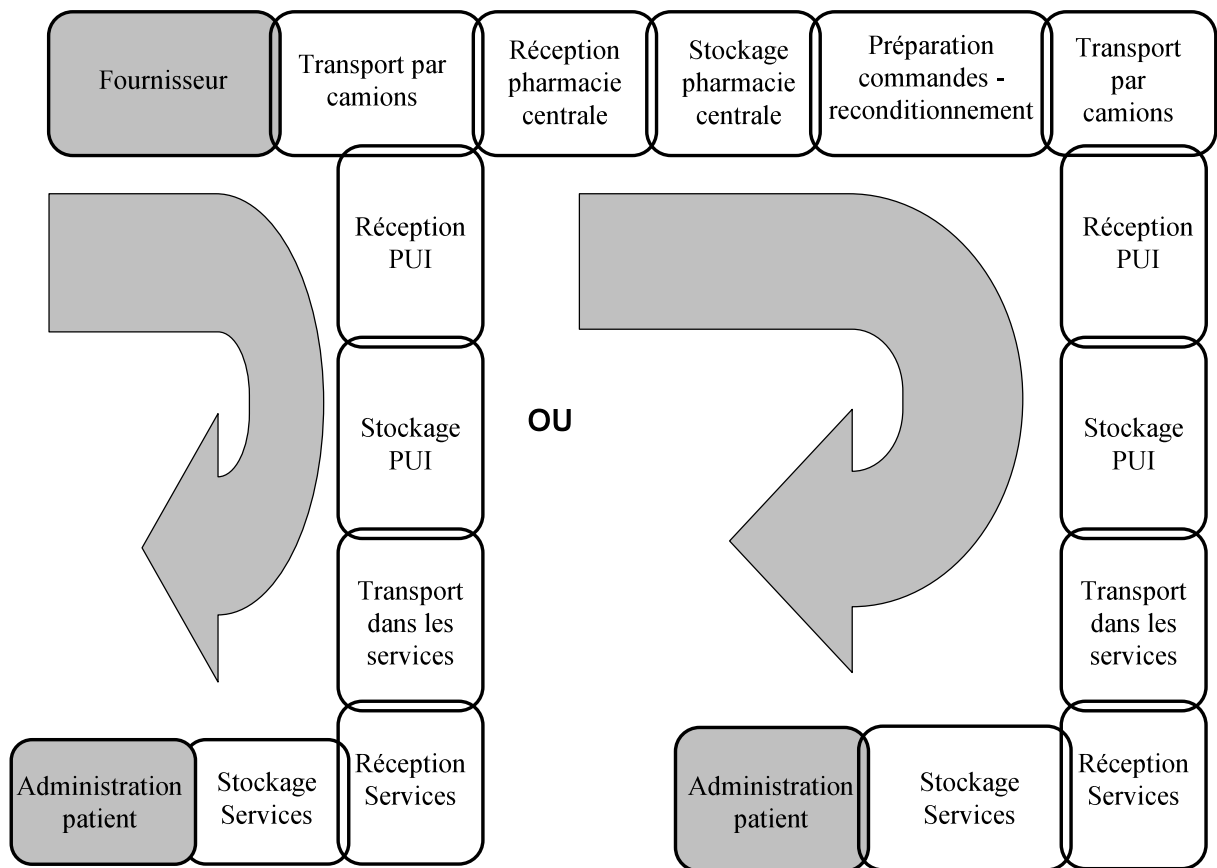 Fournisseur
Transport par
camions
Réception
pharmacie
centrale
Stockage
pharmacie
centrale
Préparation
commandes -
reconditionnement
Transport
par
camions
Réception
PUI
Stockage
PUI
Transport
dans les
services
Réception
Services
Stockage
Services
Administration
patient
OU
Réception
PUI
Stockage
PUI
Transport
dans les
services
Réception
Services
Stockage
Services
Administration
patient